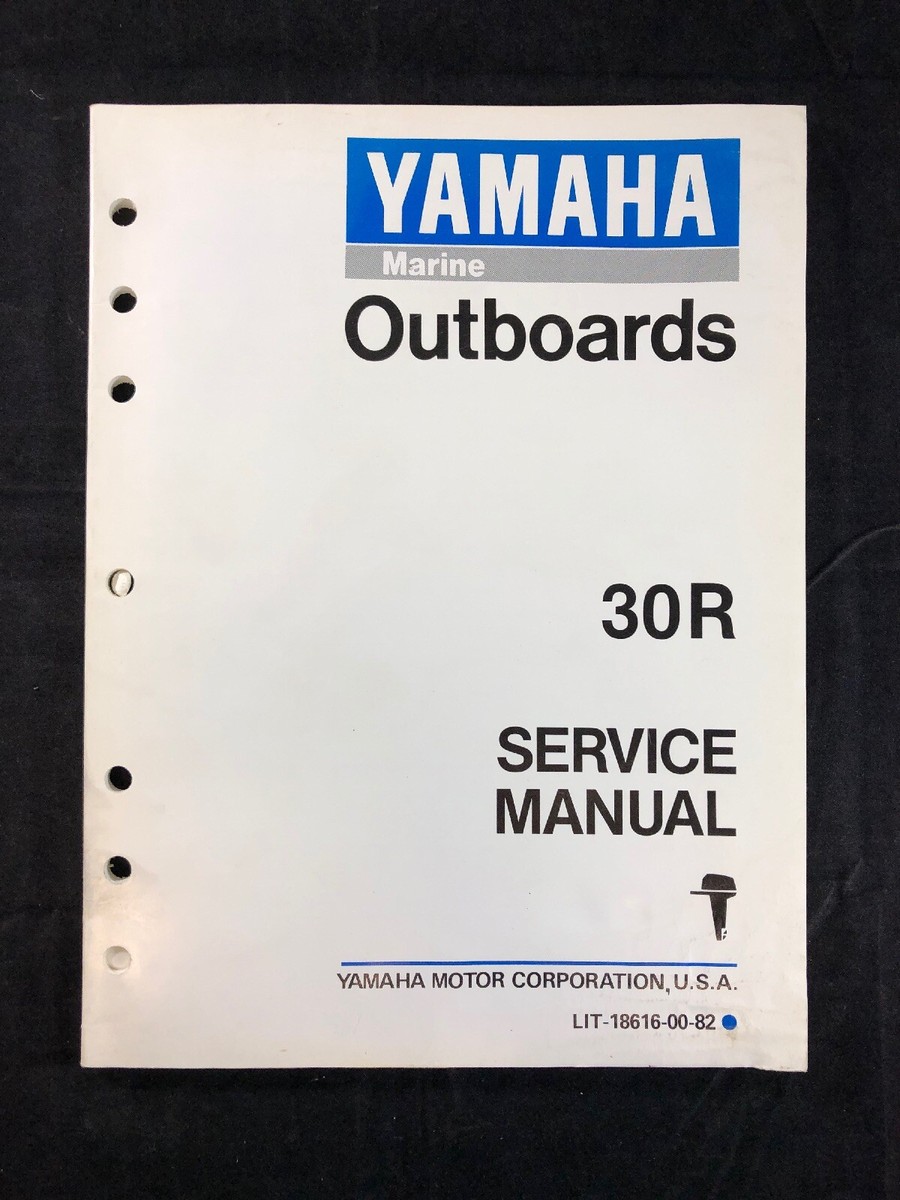 YAMAHA
Marine
Outboards
30R
SERVICE
MANUAL
YAMAHA MOTOR CORPORATION, U.S.A.
LIT-18616-00-82